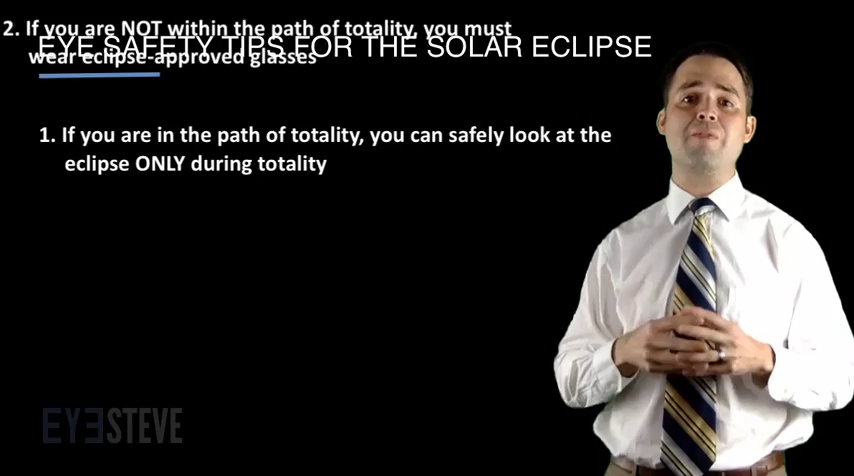 2. If you are NOT within the path of totality, you must
EYE SAFETY TIPS FOR THE SOLAR ECLIPSE
wear eclipse-approved glasses
1. If you are in the path of totality, you can safely look at the
eclipse ONLY during totality
EYƎSTEVE